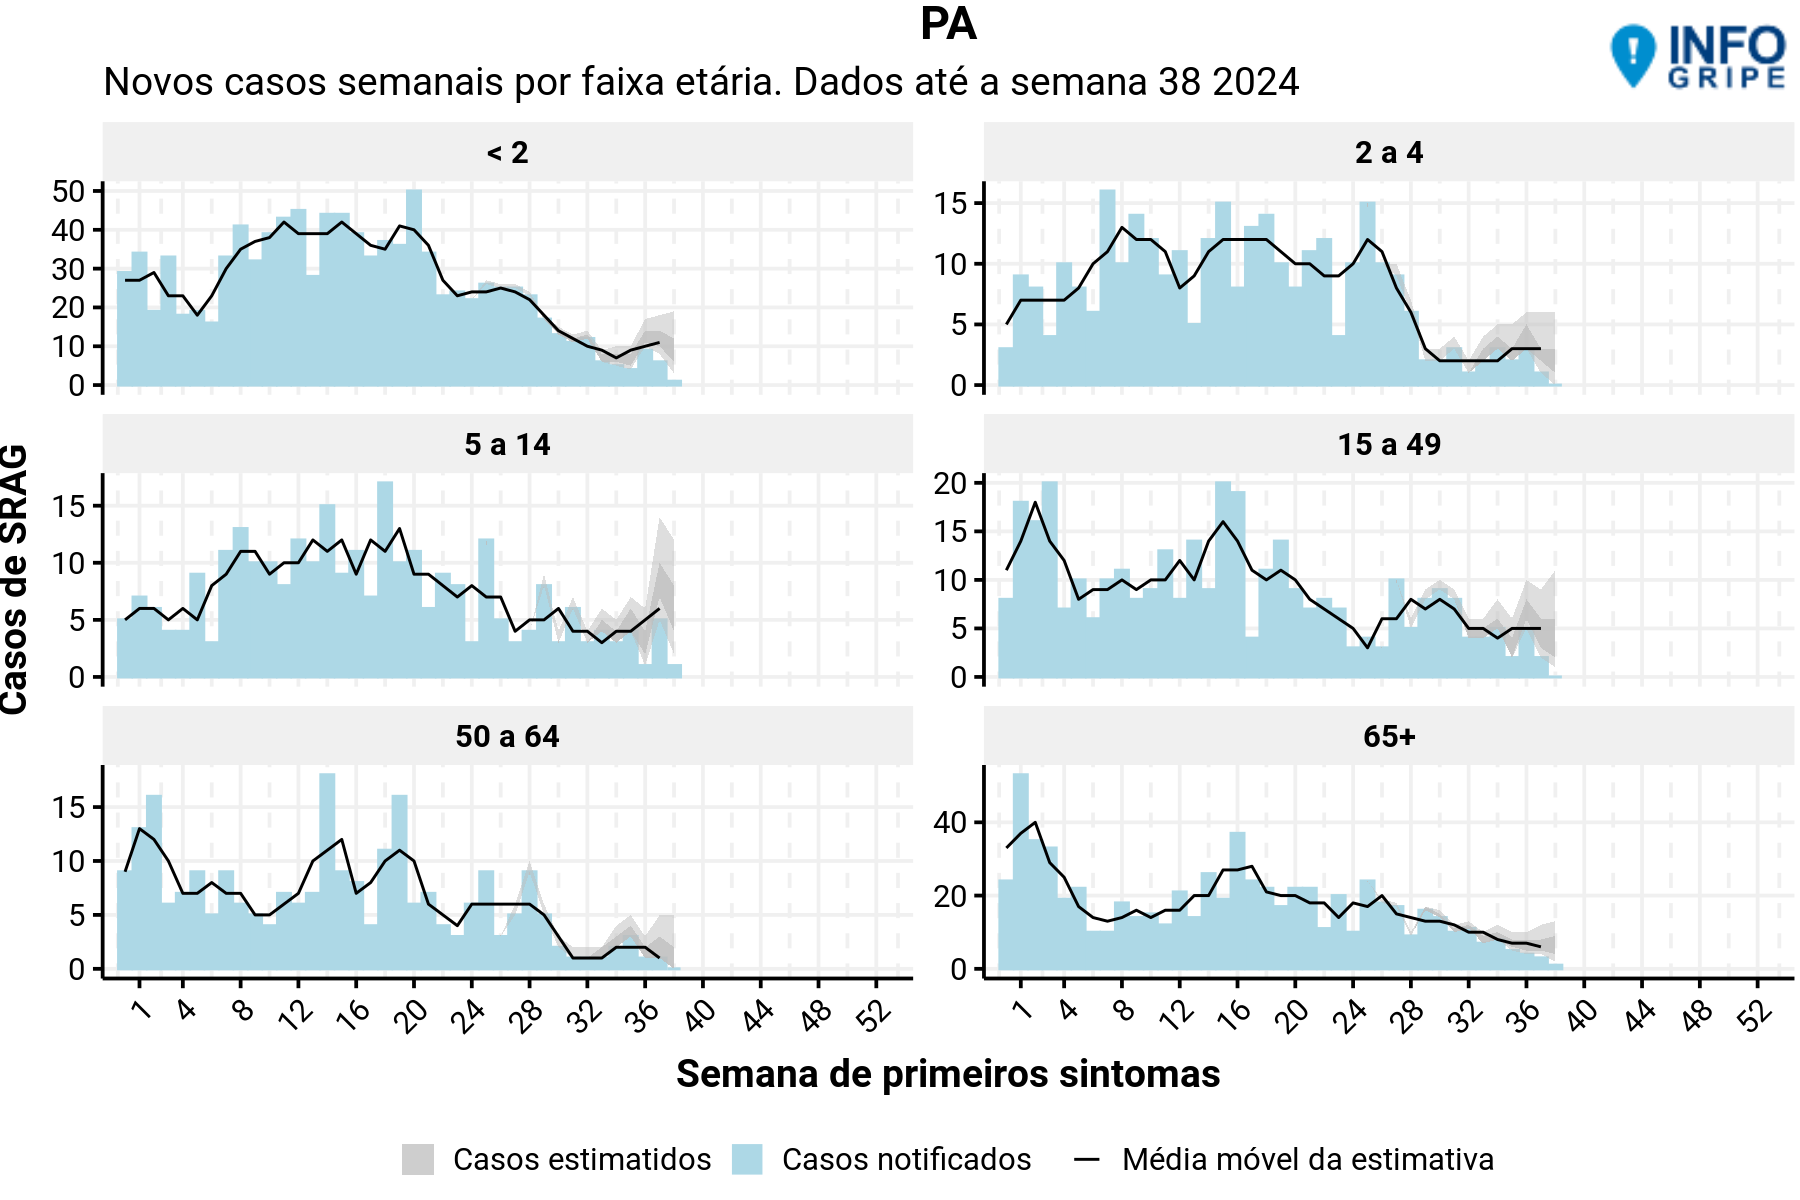 PA
INFO
GRIPE
Novos casos semanais por faixa etária. Dados até a semana 38 2024
< 2
2 a 4
50
40
30
20
10
0
15
10
5
0
5 a 14
15 a 49
15
10
5
0
20
15
10
5
0
50 a 64
65+
15
10
5
0
40
20
0
Casos de SRAG
1 4 8 12 16 20 24 28 32 36 40 44 48 52
1 4 8 12 16 20 24 28 32 36 40 44 48 52
Semana de primeiros sintomas
Casos estimatidos Casos notificados Média móvel da estimativa